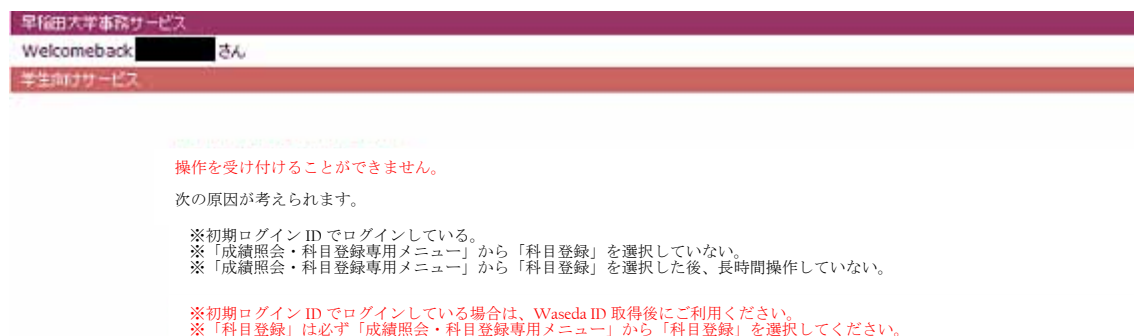 早稲田大学事務サービス
Welcomeback さん
学生向けサービス
操作を受け付けることができません。
次の原因が考えられます。
※初期ログイン ID でログインしている。
※「成績照会・科目登録専用メニュー」から「科目登録」を選択していない。
※「成績照会・科目登録専用メニュー」から「科目登録」を選択した後、長時間操作していない。
※初期ログイン ID でログインしている場合は、Waseda ID 取得後にご利用ください。
※「科目登録」は必ず「成績照会・科目登録専用メニュー」から「科目登録」を選択してください。